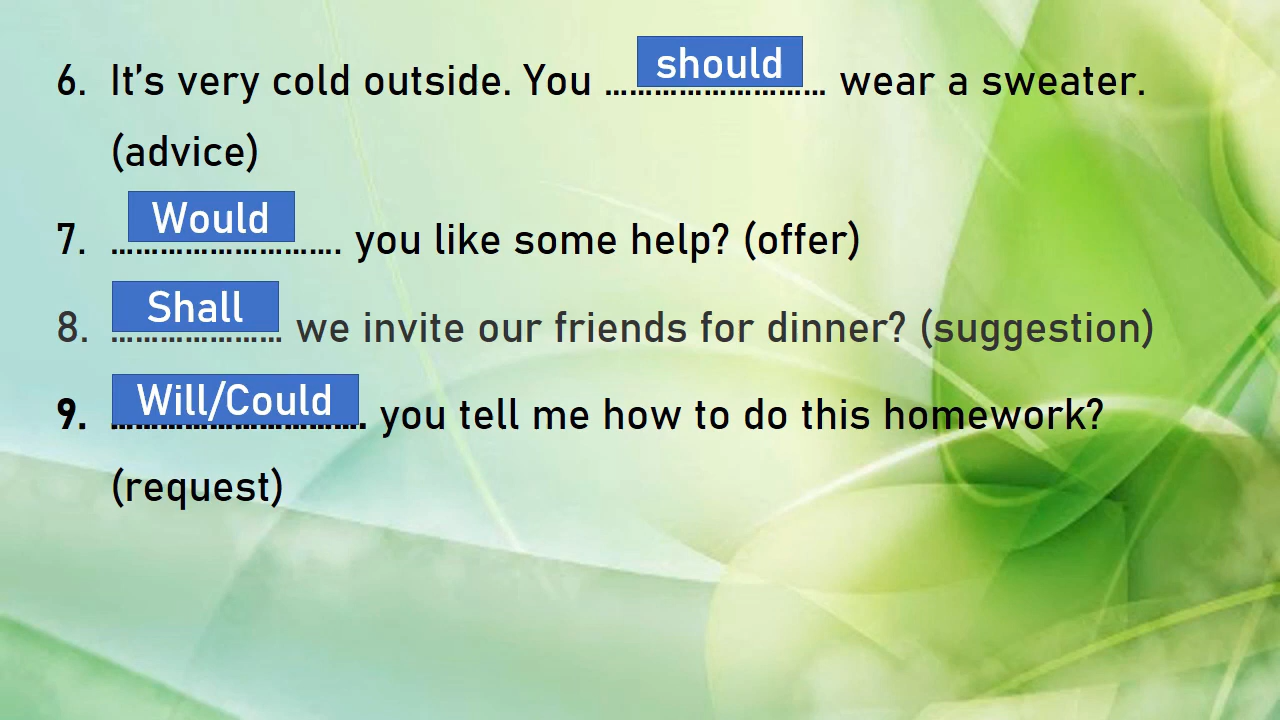 6. It's very cold outside. You ...should... wear a sweater.
(advice)
7. ...Would.... you like some help? (offer)
8. ...Shall... we invite our friends for dinner? (suggestion)
9. ...Will/Could.... you tell me how to do this homework?
(request)